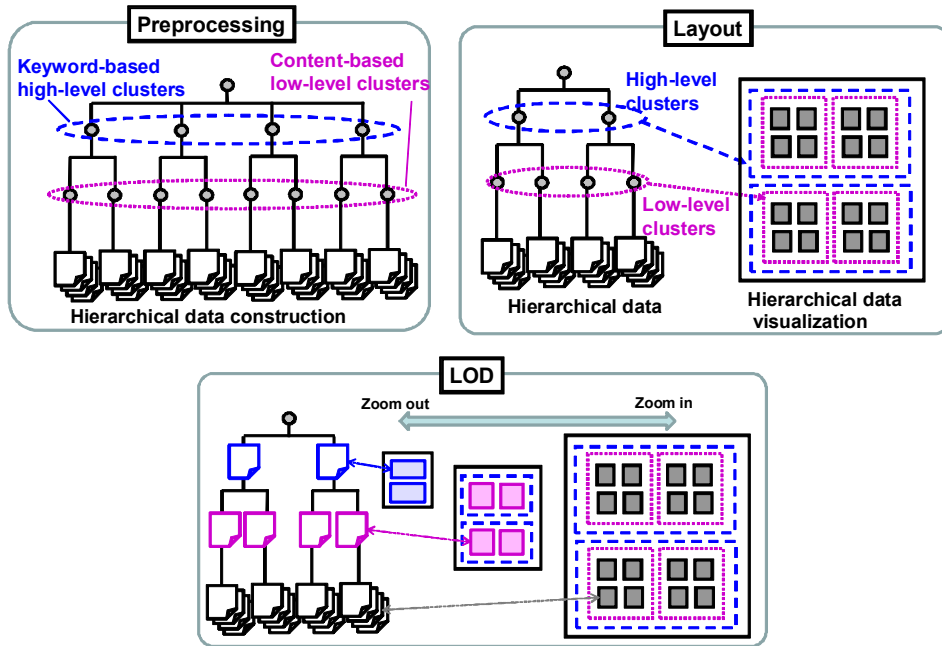 Preprocessing
Keyword-based
high-level clusters
Content-based
low-level clusters
Hierarchical data construction
Layout
High-level
clusters
Low-level
clusters
Hierarchical data
Hierarchical data
visualization
LOD
Zoom out
Zoom in